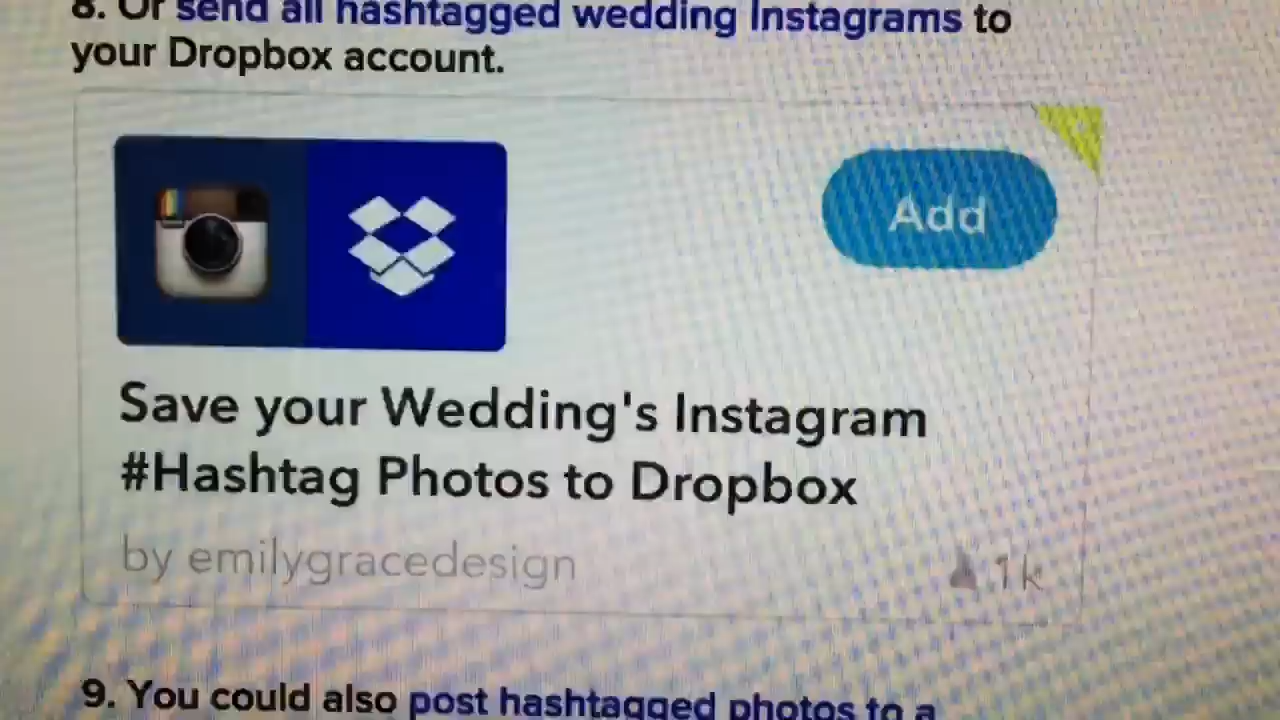 8. Or send all hashtagged wedding Instagrams to
your Dropbox account.
Add
Save your Wedding's Instagram
#Hashtag Photos to Dropbox
by emilygracedesign
1k
9. You could also post hashtagged photos to a